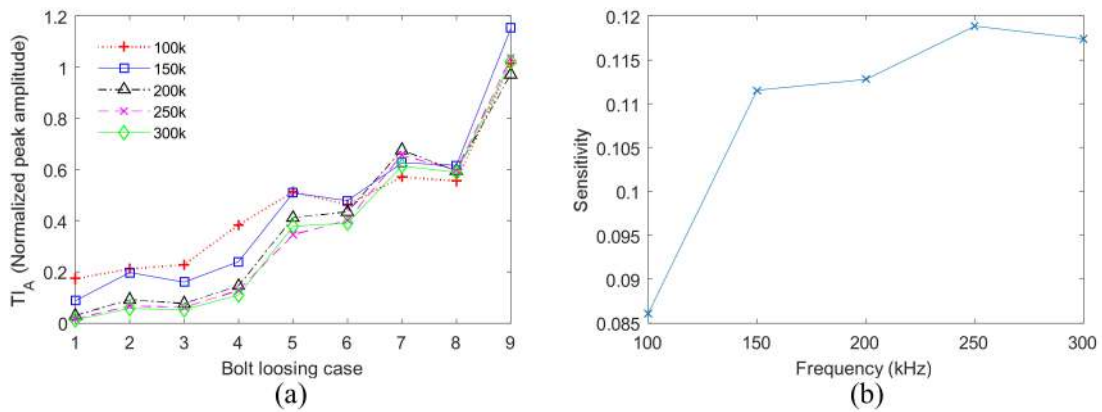 1.2
1
0.8
0.6
0.4
0.2
0
TI_A (Normalized peak amplitude)
100k
150k
200k
250k
300k
1 2 3 4 5 6 7 8 9
Bolt loosing case
(a)
0.12
0.115
0.11
0.105
0.1
0.095
0.09
0.085
Sensitivity
100 150 200 250 300
Frequency (kHz)
(b)